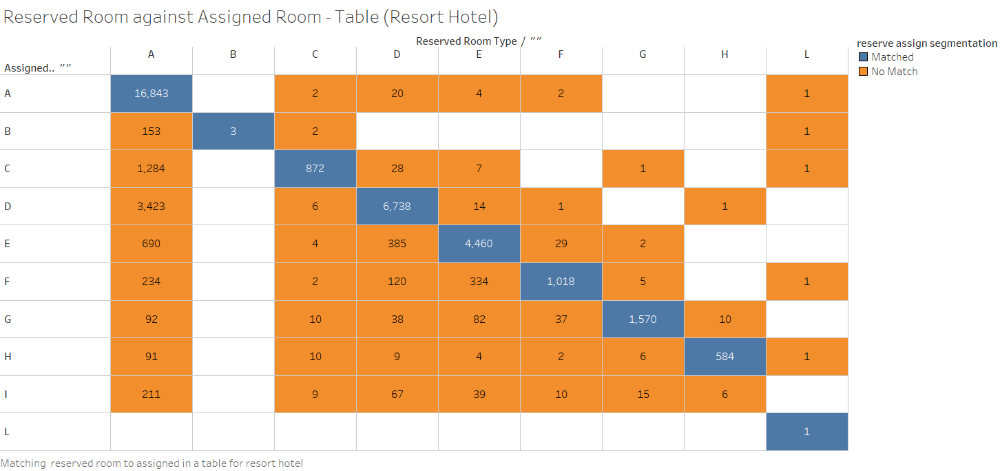 Reserved Room against Assigned Room - Table (Resort Hotel)
Reserved Room Type / ""
reserve assign segmentation
Matched
No Match
Assigned.. "" A B C D E F G H L
A 16,843 2 20 4 2 1
B 153 3 2 1
C 1,284 872 28 7 1 1
D 3,423 6 6,738 14 1 1
E 690 4 385 4,460 29 2
F 234 2 120 334 1,018 5 1
G 92 10 38 82 37 1,570 10
H 91 10 9 4 2 6 584 1
I 211 9 67 39 10 15 6
L 1
Matching reserved room to assigned in a table for resort hotel